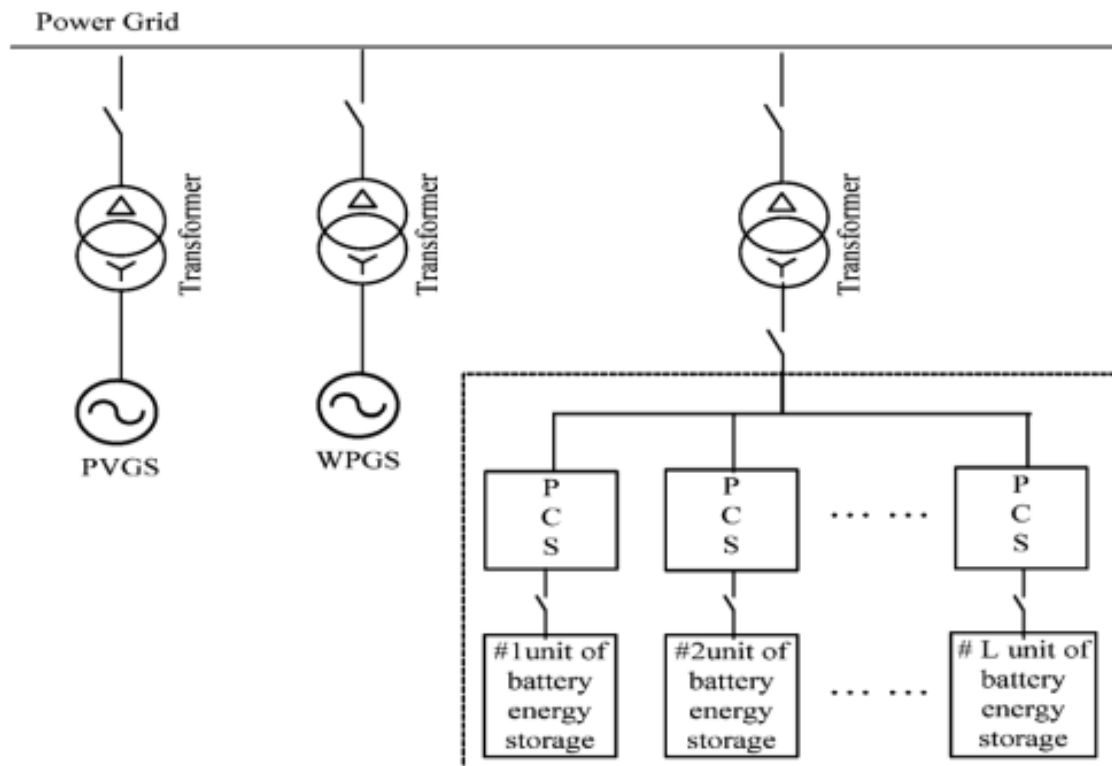 Power Grid
Transformer
Transformer
Transformer
PVGS
WPGS
P
C
S
P
C
S
... ...
P
C
S
#1unit of
battery
energy
storage
#2unit of
battery
energy
storage
... ...
# L unit of
battery
energy
storage